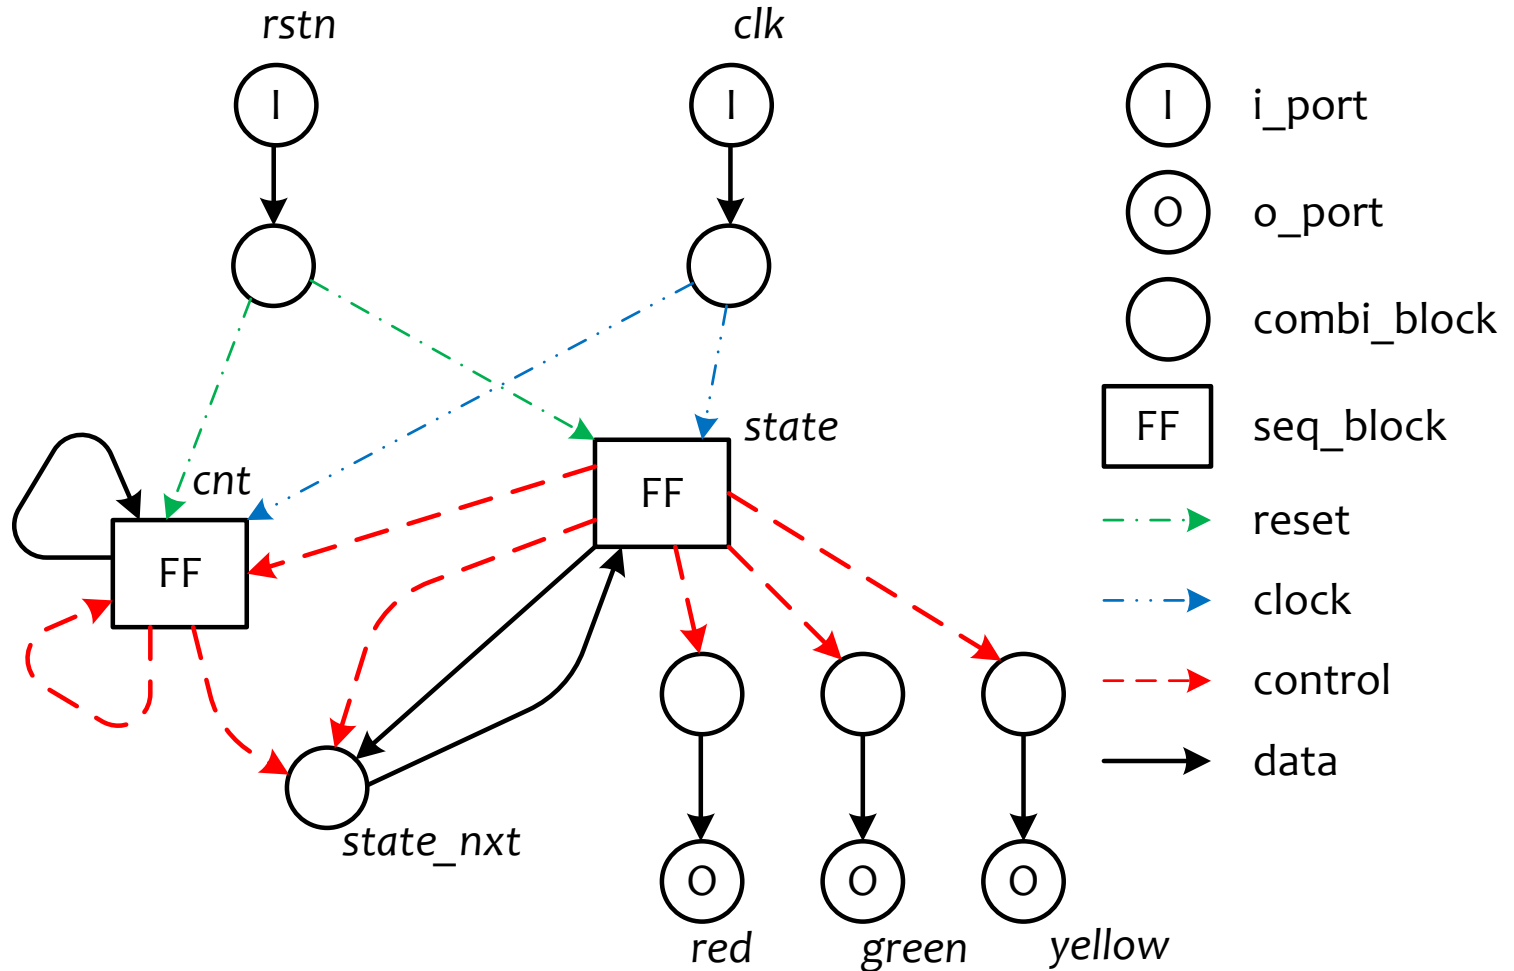 rstn
clk
I
I
I i_port
O o_port
combi_block
FF seq_block
state
FF
cnt
FF
reset
clock
control
data
state_nxt
O
O
O
red
green
yellow